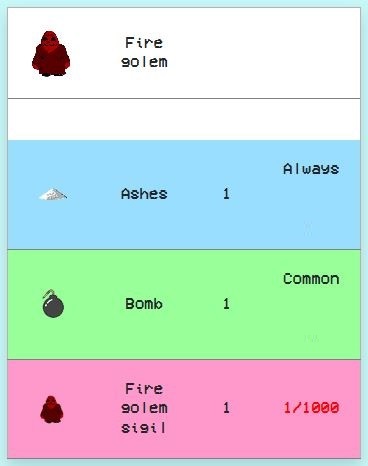 Fire
golem
Always
Ashes 1
Common
Bomb 1
Fire
golem 1 1/1000
sigil